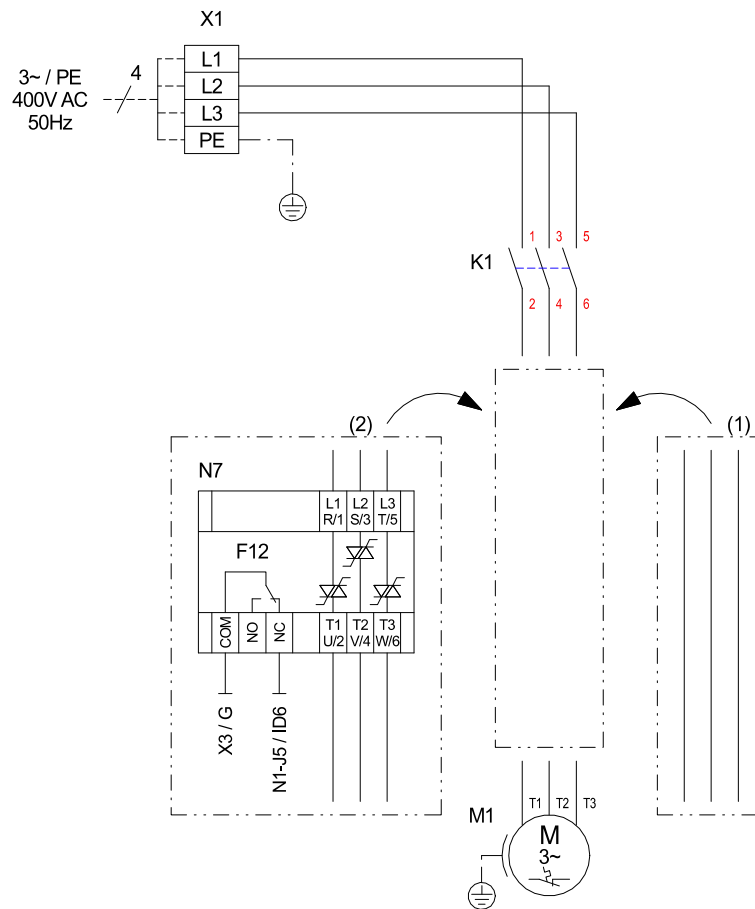 X1
3~ / PE
400V AC
50Hz
4
L1
L2
L3
PE
K1
1 3 5
2 4 6
(2)
(1)
N7
L1 L2 L3
R/1 S/3 T/5
F12
COM NO NC
T1 T2 T3
U/2 V/4 W/6
X3 / G
N1-J5 / ID6
M1
T1 T2 T3
M
3~